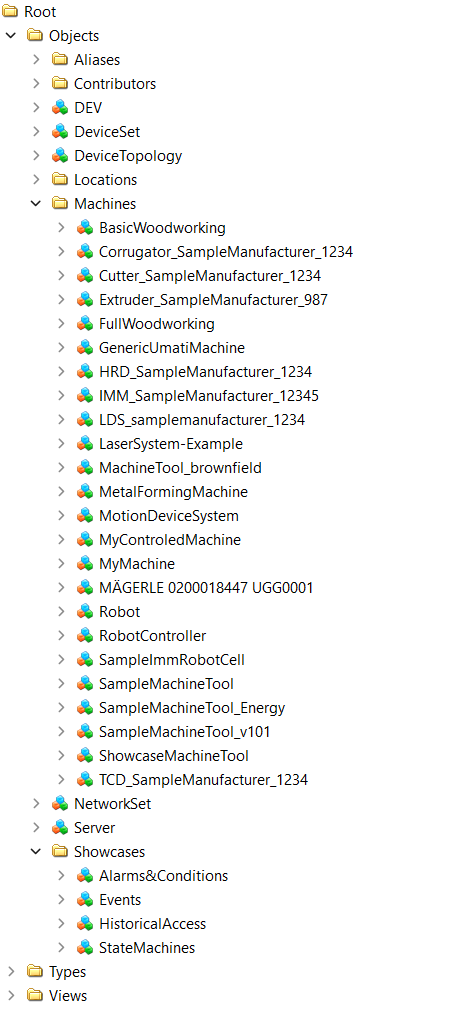 Root
Objects
Aliases
Contributors
DEV
DeviceSet
DeviceTopology
Locations
Machines
BasicWoodworking
Corrugator_SampleManufacturer_1234
Cutter_SampleManufacturer_1234
Extruder_SampleManufacturer_987
FullWoodworking
GenericUmatiMachine
HRD_SampleManufacturer_1234
IMM_SampleManufacturer_12345
LDS_samplemanufacturer_1234
LaserSystem-Example
MachineTool_brownfield
MetalFormingMachine
MotionDeviceSystem
MyControledMachine
MyMachine
MÄGERLE 0200018447 UGG0001
Robot
RobotController
SampleImmRobotCell
SampleMachineTool
SampleMachineTool_Energy
SampleMachineTool_v101
ShowcaseMachineTool
TCD_SampleManufacturer_1234
NetworkSet
Server
Showcases
Alarms&Conditions
Events
HistoricalAccess
StateMachines
Types
Views